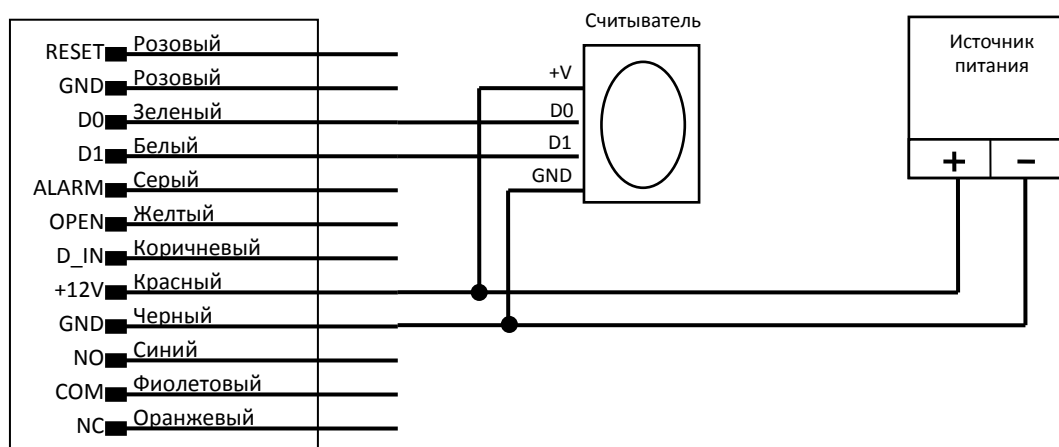 RESET Розовый
GND Розовый
D0 Зеленый
D1 Белый
ALARM Серый
OPEN Желтый
D_IN Коричневый
+12V Красный
GND Черный
NO Синий
COM Фиолетовый
NC Оранжевый
Считыватель
+V
D0
D1
GND
Источник
питания
+ −